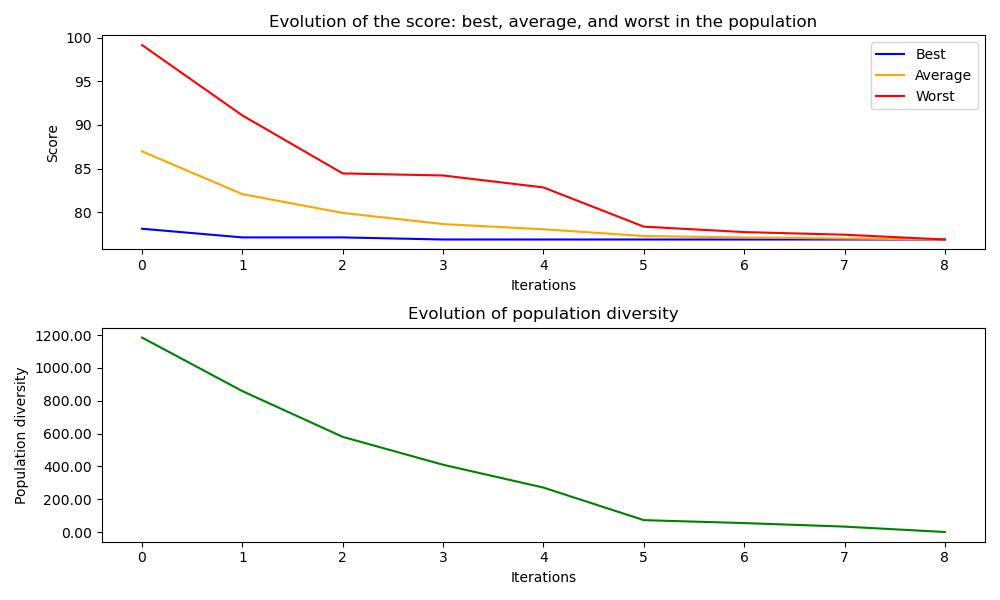 Evolution of the score: best, average, and worst in the population
100
95
90
85
80
Score
Best
Average
Worst
0 1 2 3 4 5 6 7 8
Iterations
Evolution of population diversity
1200.00
1000.00
800.00
600.00
400.00
200.00
0.00
Population diversity
0 1 2 3 4 5 6 7 8
Iterations